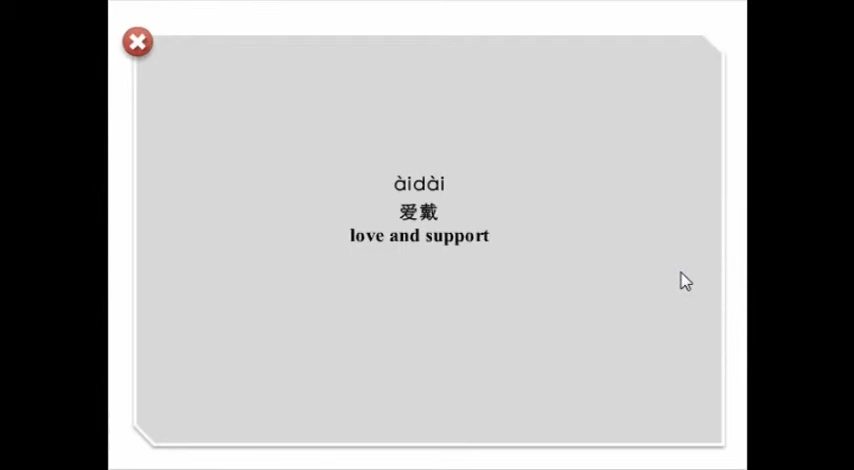 àidài
爱戴
love and support